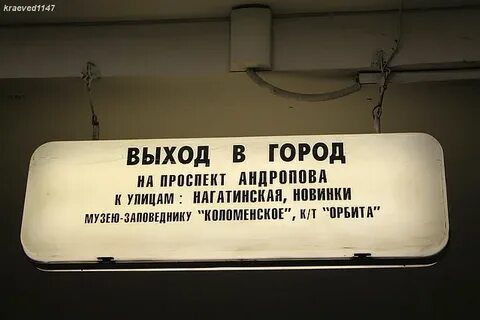 kraeved1147
ВЫХОД В ГОРОД
НА ПРОСПЕКТ АНДРОПОВА
К УЛИЦАМ : НАГАТИНСКАЯ, НОВИНКИ
МУЗЕЮ-ЗАПОВЕДНИКУ "КОЛОМЕНСКОЕ", К/Т "ОРБИТА"